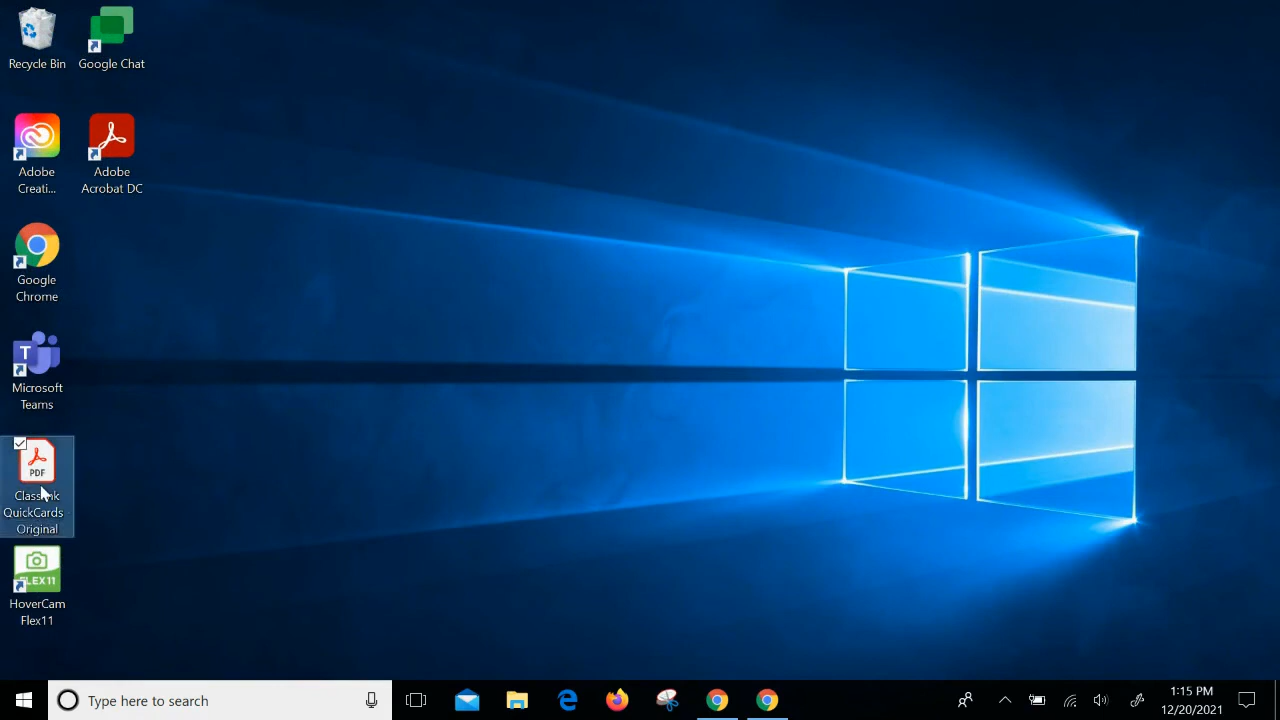 Recycle Bin
Google Chat
Adobe
Creati...
Adobe
Acrobat DC
Google
Chrome
T
Microsoft
Teams
PDF
QuickCards
Original
FLEX11
HoverCam
Flex11
Type here to search
1:15 PM
12/20/2021